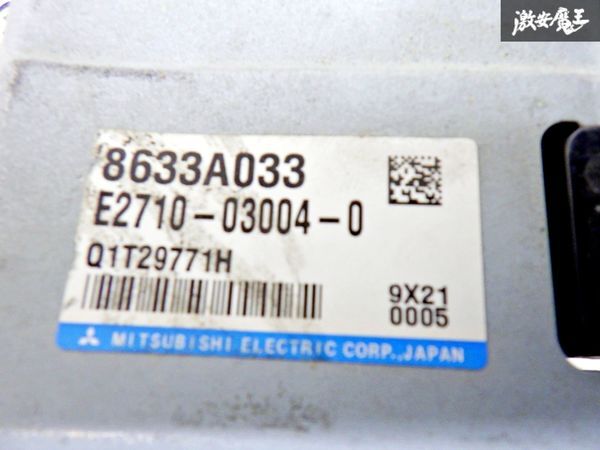 激安魔王
8633A033
E2710-03004-0
Q1T29771H
9X21
0005
MITSUBISHI ELECTRIC CORP., JAPAN